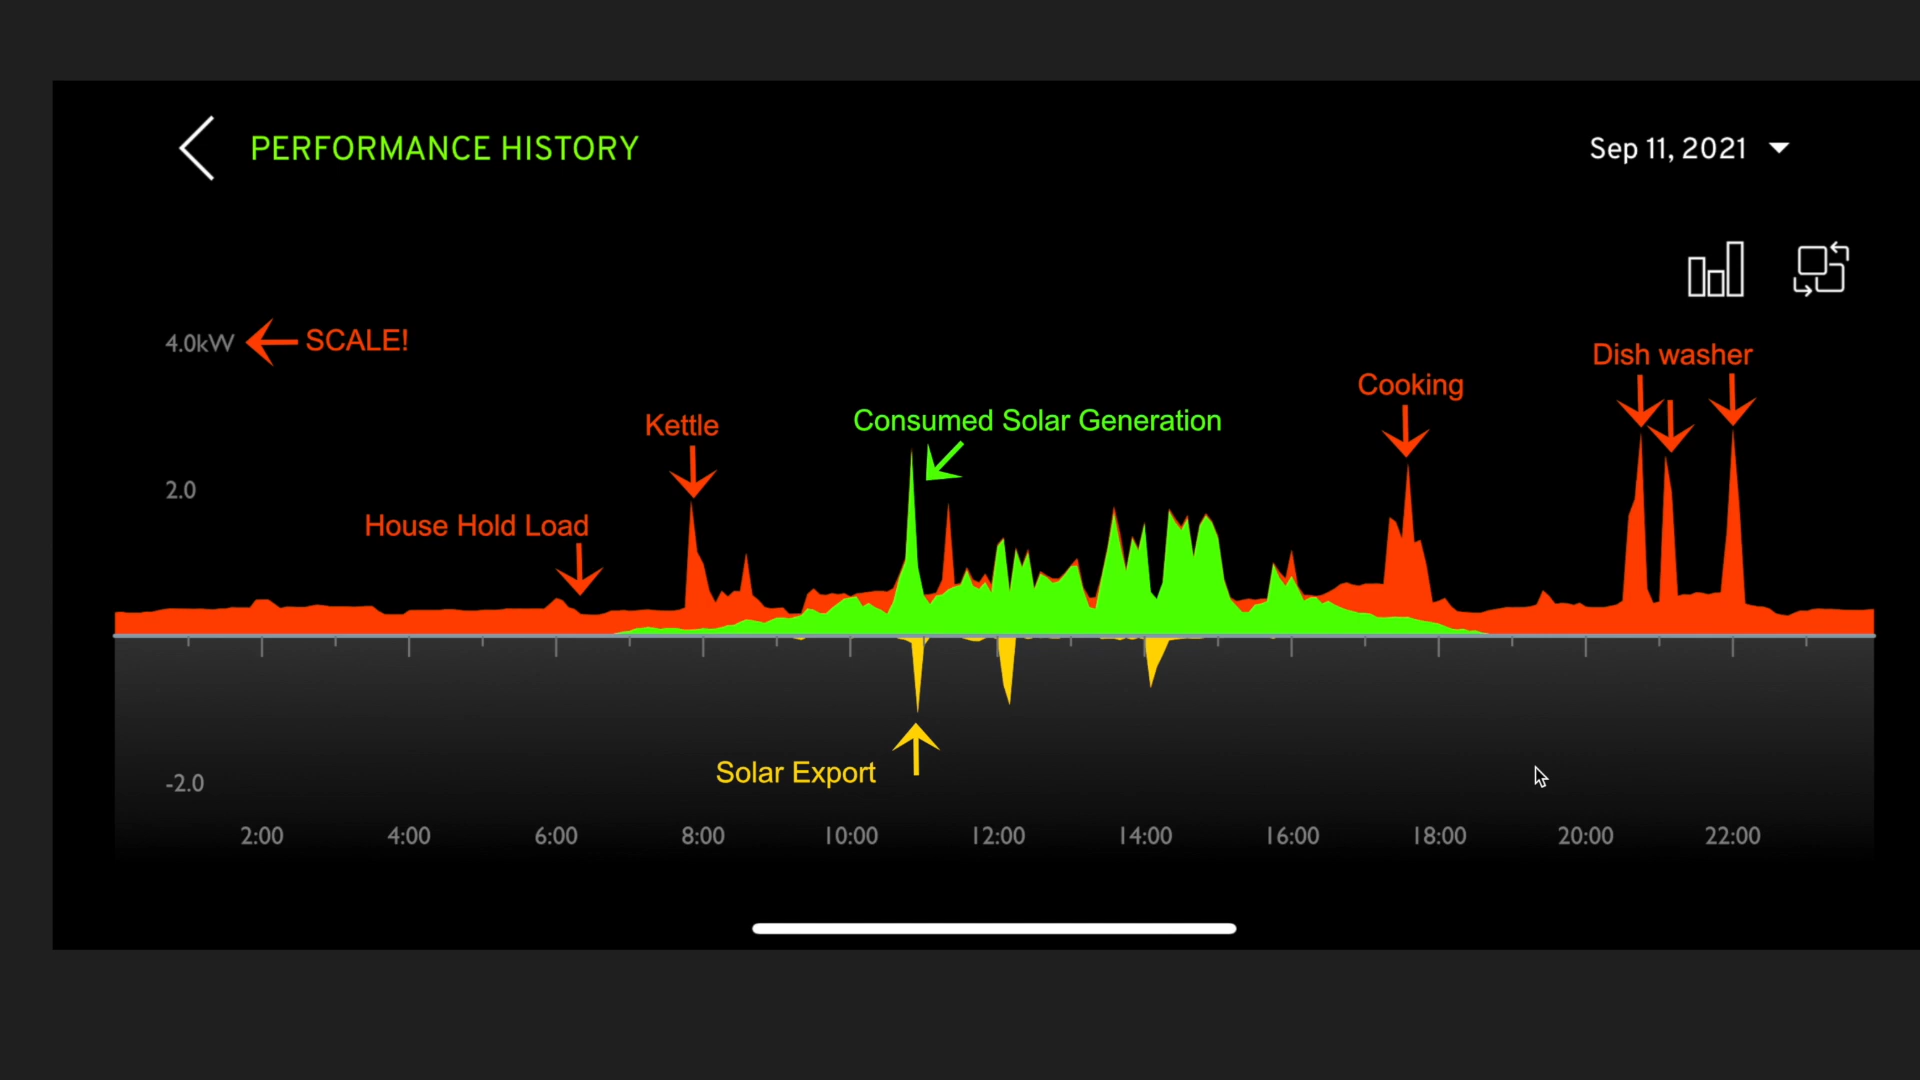 PERFORMANCE HISTORY
Sep 11, 2021
4.0kW
SCALE!
Dish washer
Cooking
Kettle
Consumed Solar Generation
2.0
House Hold Load
Solar Export
-2.0
2:00 4:00 6:00 8:00 10:00 12:00 14:00 16:00 18:00 20:00 22:00